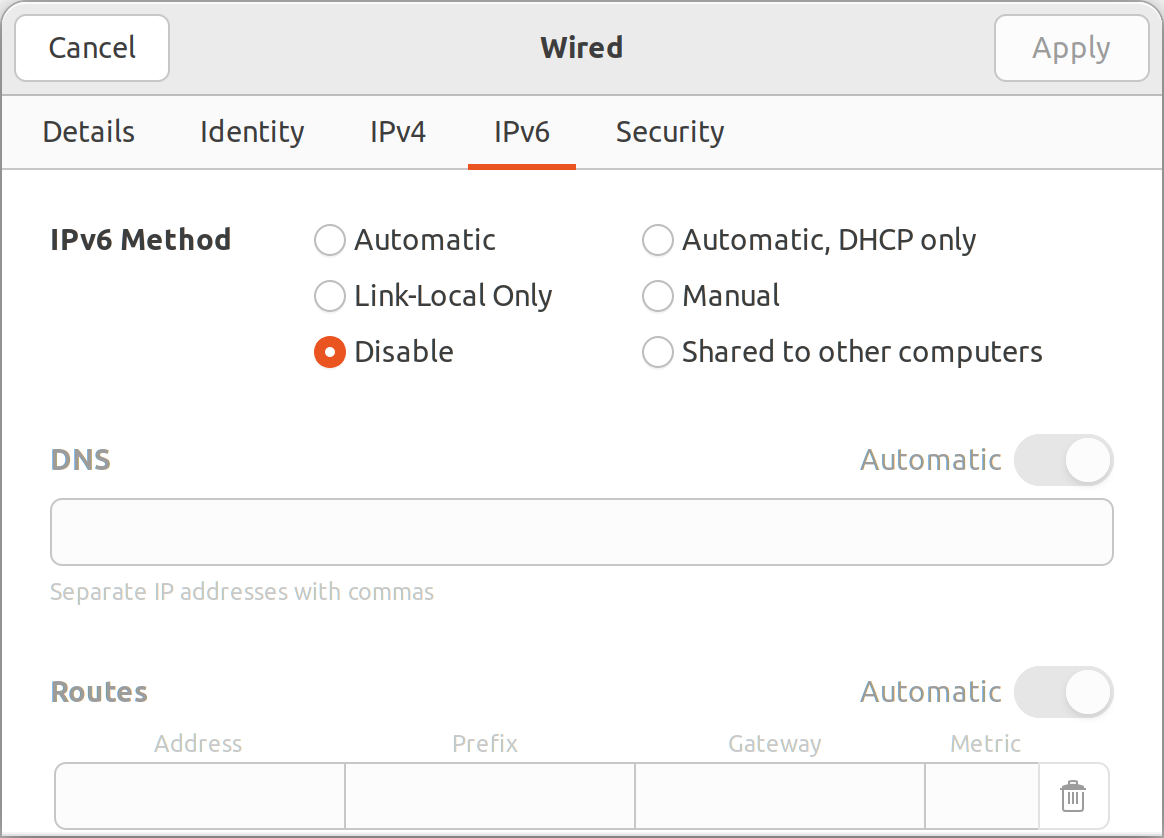 Cancel Wired Apply
Details Identity IPv4 IPv6 Security
IPv6 Method Automatic Automatic, DHCP only
Link-Local Only Manual
Disable Shared to other computers
DNS Automatic
Separate IP addresses with commas
Routes Automatic
Address Prefix Gateway Metric